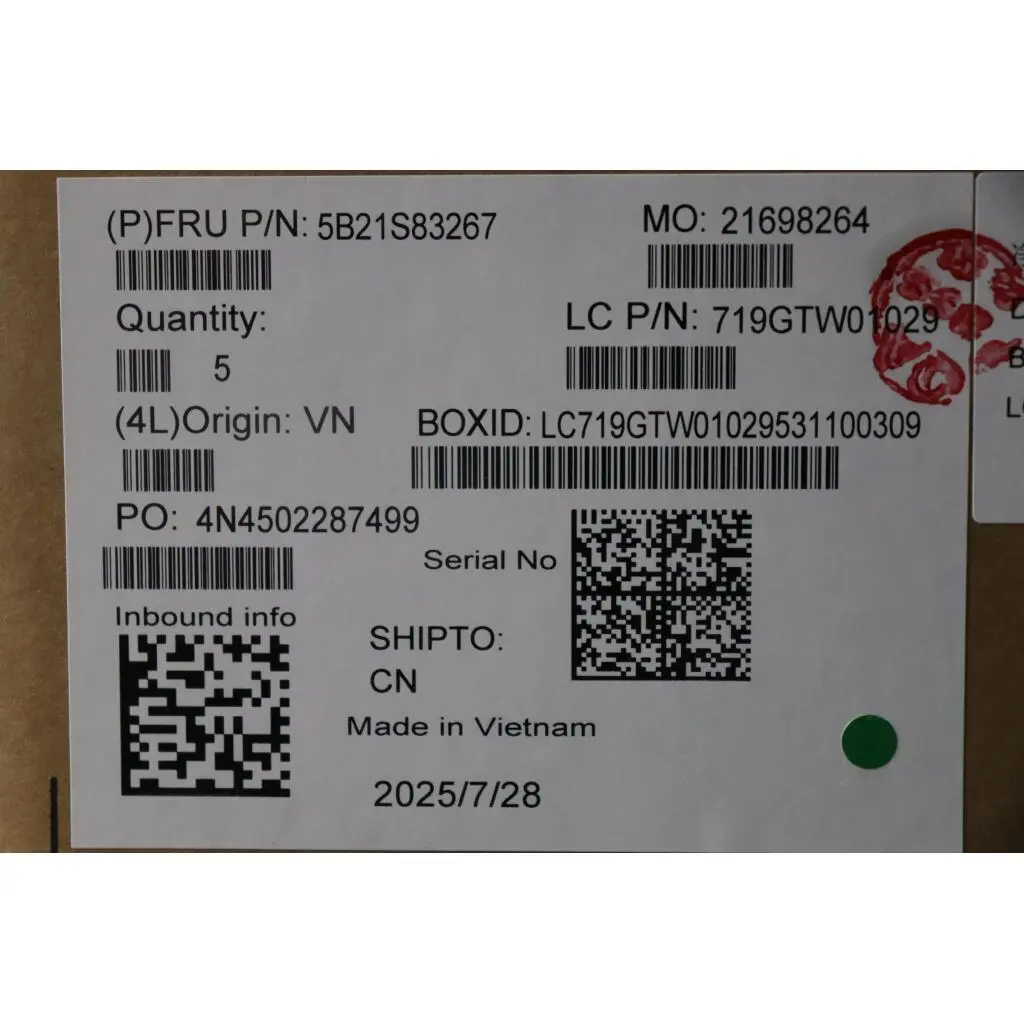 (P)FRU P/N: 5B21S83267
MO: 21698264
Quantity:
5
LC P/N: 719GTW01029
(4L)Origin: VN
BOXID: LC719GTW01029531100309
PO: 4N4502287499
Serial No
Inbound info
SHIPTO:
CN
Made in Vietnam
2025/7/28